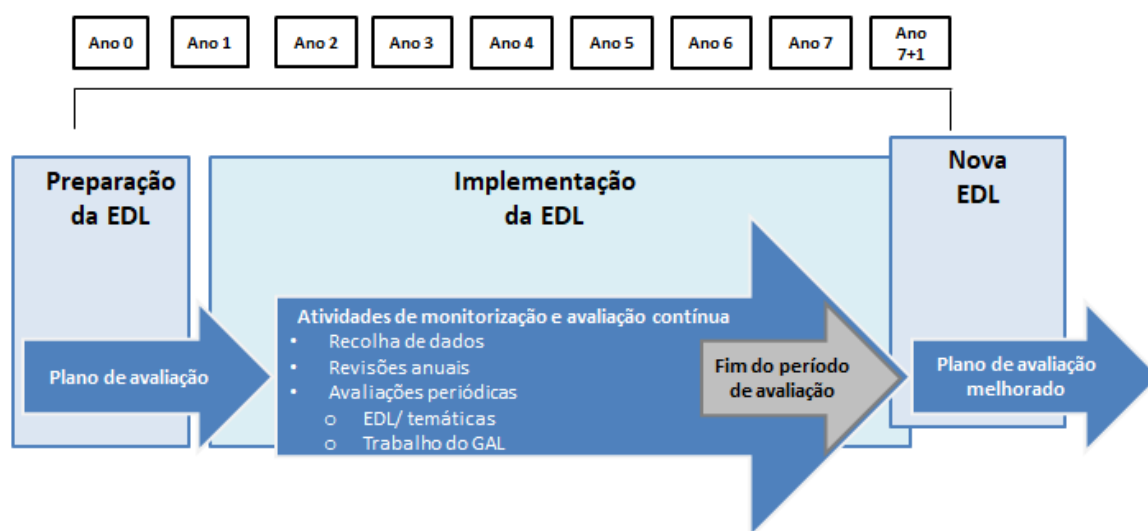 Ano 0
Ano 1
Ano 2
Ano 3
Ano 4
Ano 5
Ano 6
Ano 7
Ano
7+1
Preparação
da EDL
Implementação
da EDL
Nova
EDL
Plano de avaliação
Atividades de monitorização e avaliação contínua
• Recolha de dados
• Revisões anuais
• Avaliações periódicas
o EDL/ temáticas
o Trabalho do GAL
Fim do período
de avaliação
Plano de avaliação
melhorado